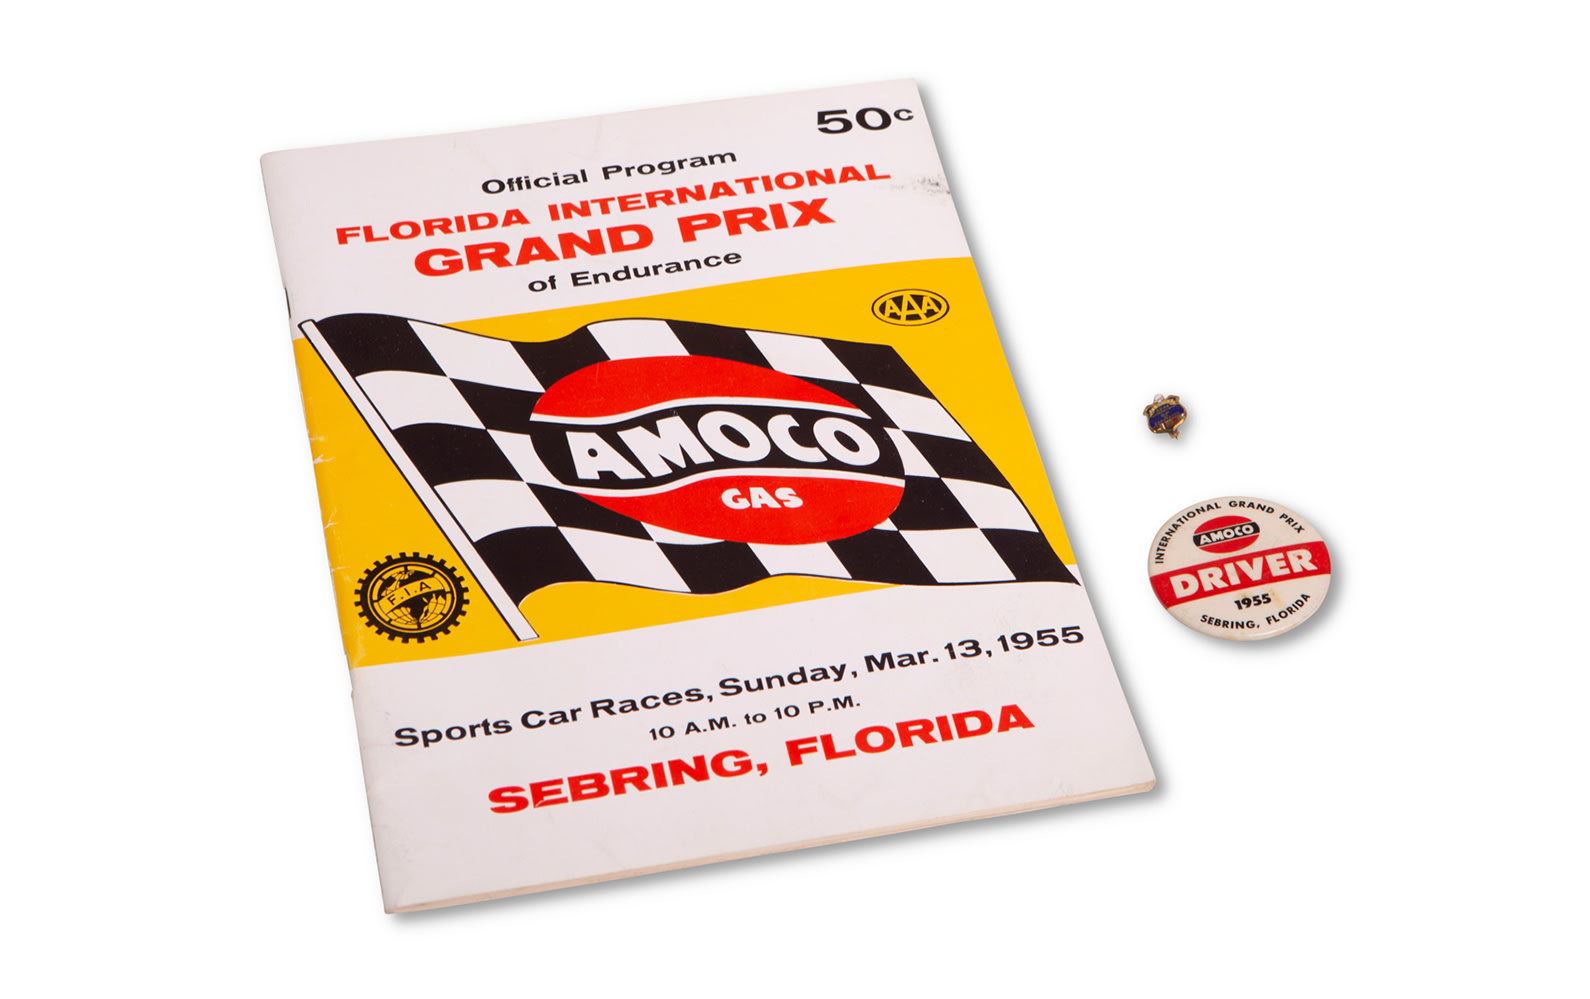 50c
Official Program
FLORIDA INTERNATIONAL
GRAND PRIX
of Endurance
AAA
AMOCO
GAS
F.I.A
Sports Car Races, Sunday, Mar. 13, 1955
10 A.M. to 10 P.M.
SEBRING, FLORIDA
INTERNATIONAL GRAND PRIX
AMOCO
DRIVER
1955
SEBRING, FLORIDA